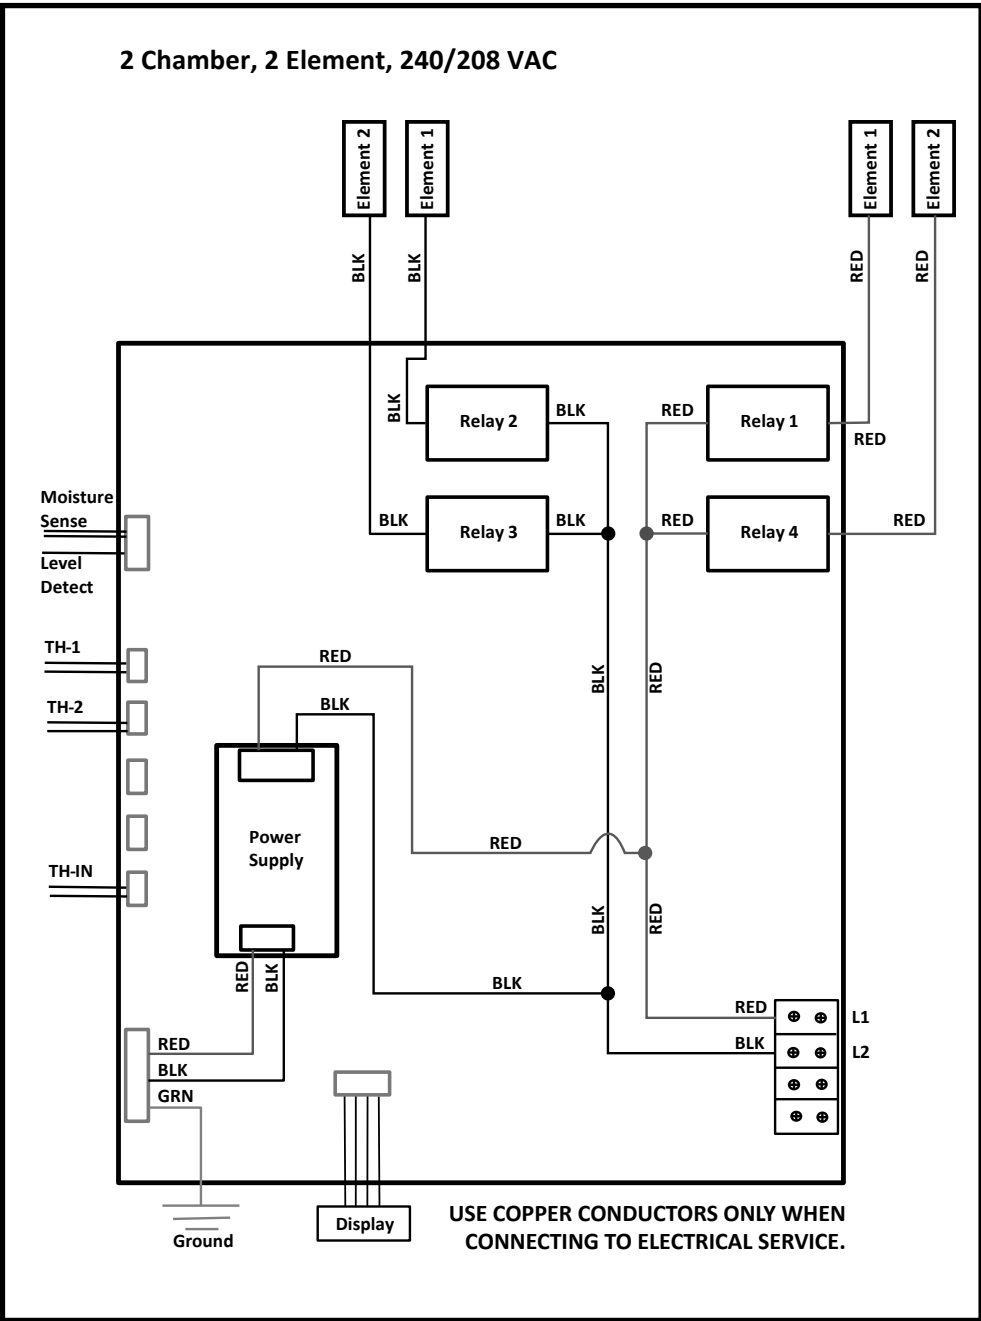 2 Chamber, 2 Element, 240/208 VAC
Element 2
Element 1
Element 1
Element 2
BLK
BLK
RED
RED
BLK
Relay 2
BLK
RED
Relay 1
RED
BLK
Relay 3
BLK
RED
Relay 4
RED
Moisture
Sense
Level
Detect
TH-1
TH-2
TH-IN
RED
BLK
BLK
RED
Power
Supply
RED
BLK
RED
BLK
RED
BLK
RED
L1
BLK
L2
RED
BLK
GRN
Ground
Display
USE COPPER CONDUCTORS ONLY WHEN
CONNECTING TO ELECTRICAL SERVICE.